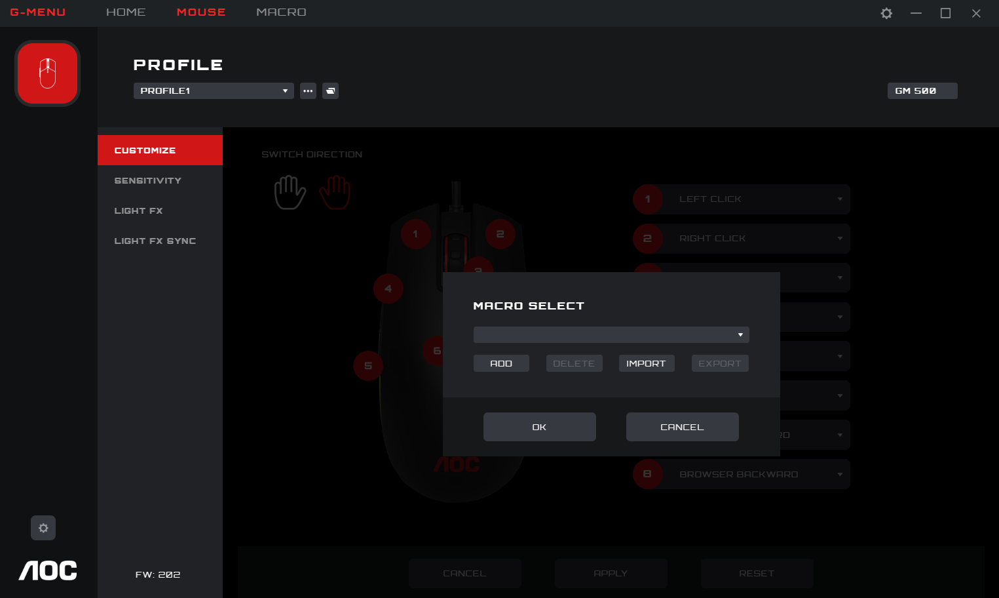 G-MENU HOME MOUSE MACRO
PROFILE
PROFILE1
GM 500
CUSTOMIZE
SENSITIVITY
LIGHT FX
LIGHT FX SYNC
SWITCH DIRECTION
1 LEFT CLICK
1 2
2 RIGHT CLICK
3
4
MACRO SELECT
ADD DELETE IMPORT EXPORT
6
5
OK CANCEL
AOC
8 BROWSER BACKWARD
AOC
FW: 202
CANCEL APPLY RESET